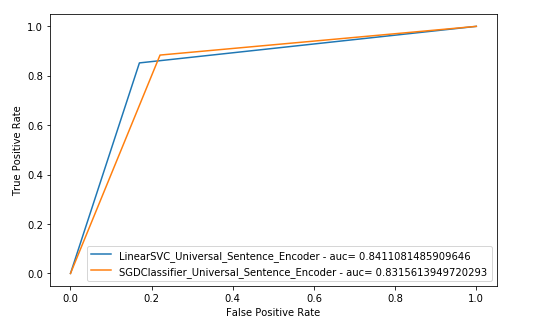 1.0
0.8
0.6
0.4
0.2
0.0
True Positive Rate
LinearSVC_Universal_Sentence_Encoder - auc= 0.8411081485909646
SGDClassifier_Universal_Sentence_Encoder - auc= 0.8315613949720293
0.0 0.2 0.4 0.6 0.8 1.0
False Positive Rate